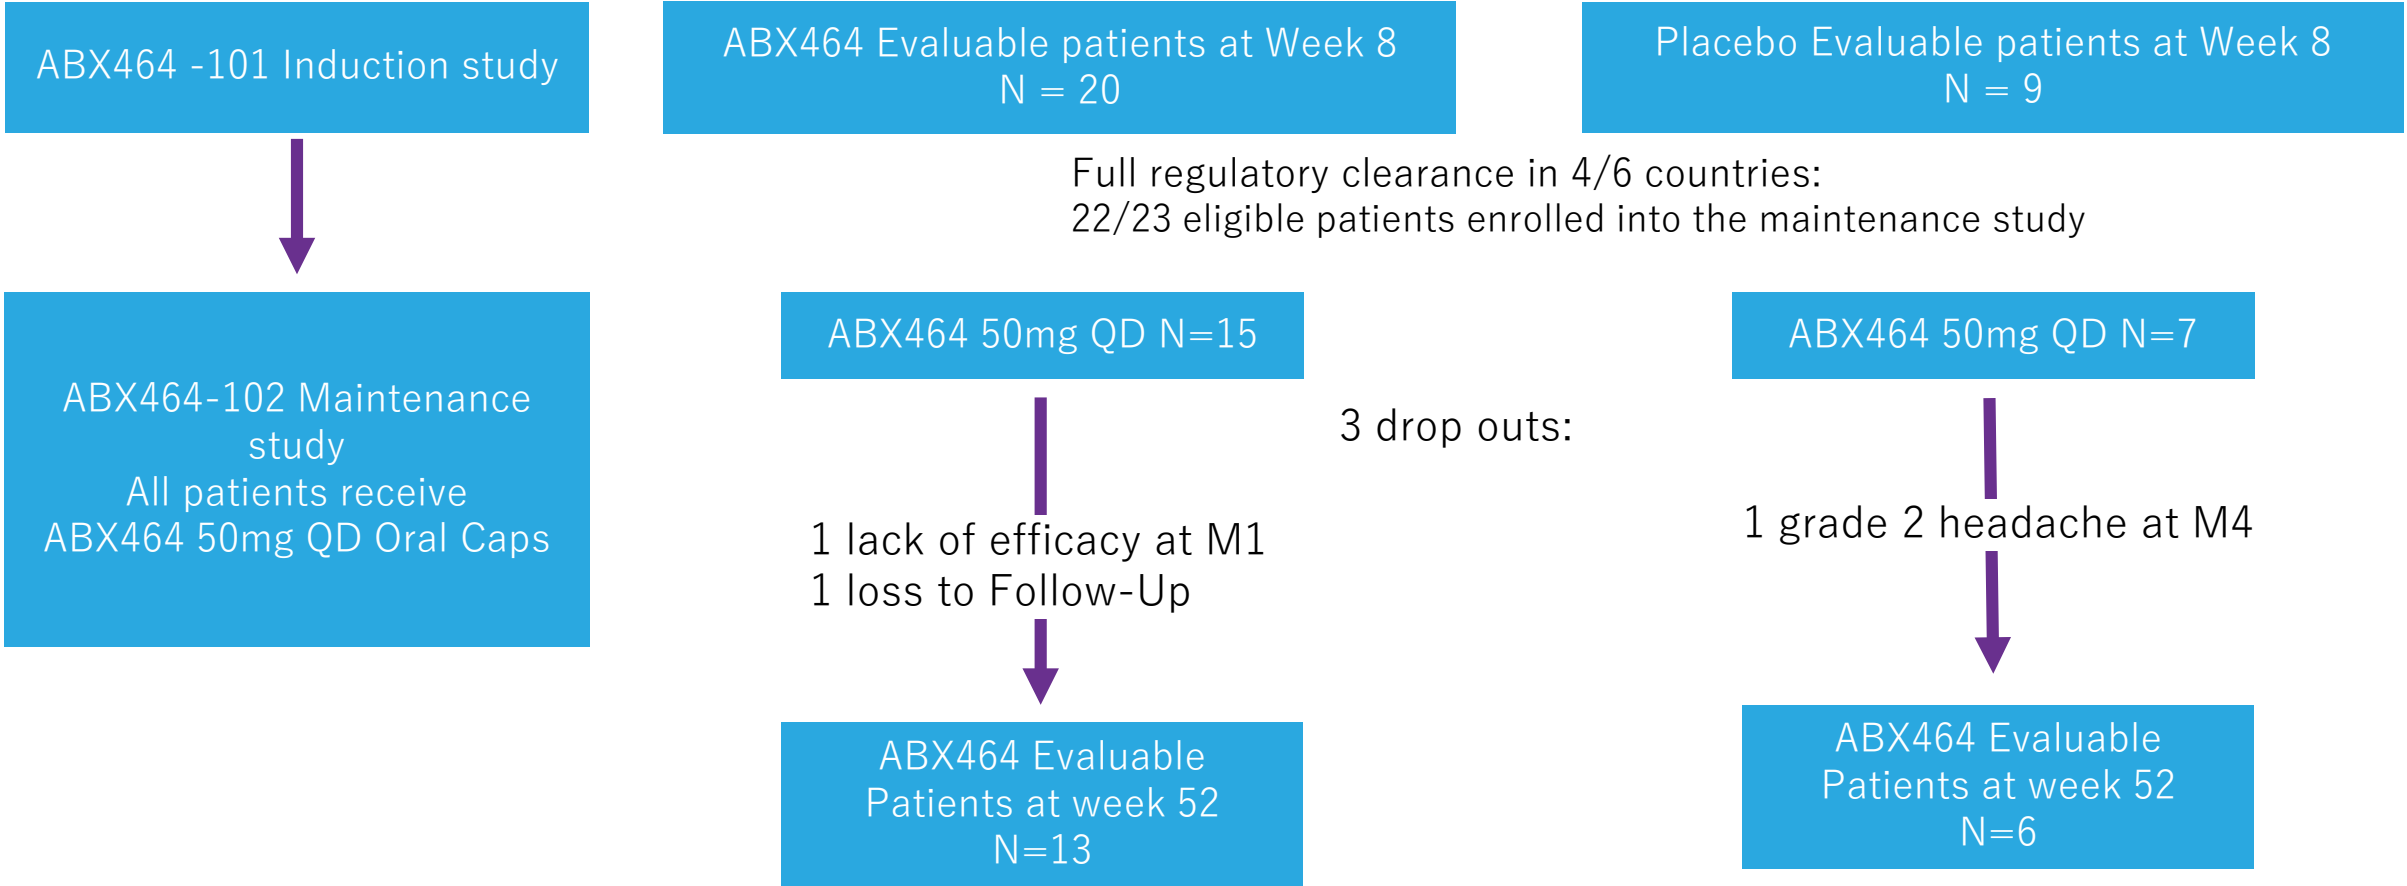 ABX464 -101 Induction study
ABX464 Evaluable patients at Week 8
N = 20
Placebo Evaluable patients at Week 8
N = 9
Full regulatory clearance in 4/6 countries:
22/23 eligible patients enrolled into the maintenance study
ABX464-102 Maintenance
study
All patients receive
ABX464 50mg QD Oral Caps
ABX464 50mg QD N=15
ABX464 50mg QD N=7
3 drop outs:
1 lack of efficacy at M1
1 loss to Follow-Up
1 grade 2 headache at M4
ABX464 Evaluable
Patients at week 52
N=13
ABX464 Evaluable
Patients at week 52
N=6